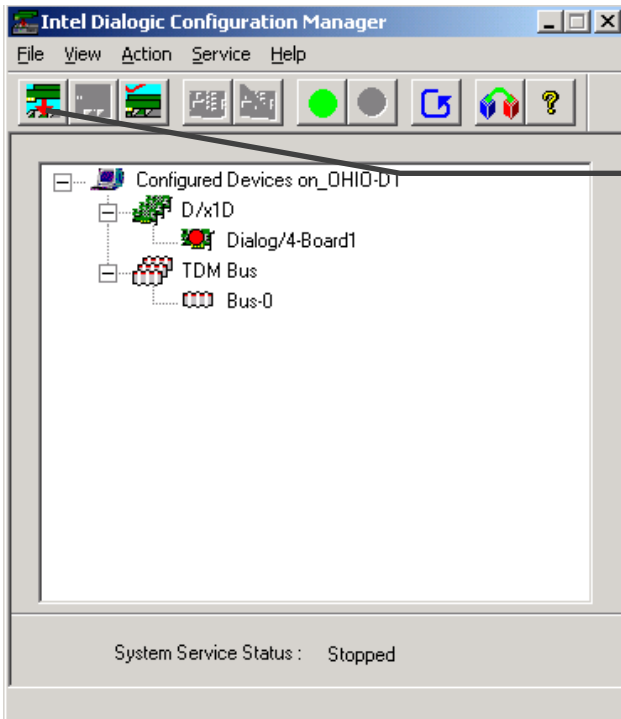 Intel Dialogic Configuration Manager
File View Action Service Help
Configured Devices on_OHIO-D1
D/x1D
Dialog/4-Board1
TDM Bus
Bus-0
System Service Status : Stopped